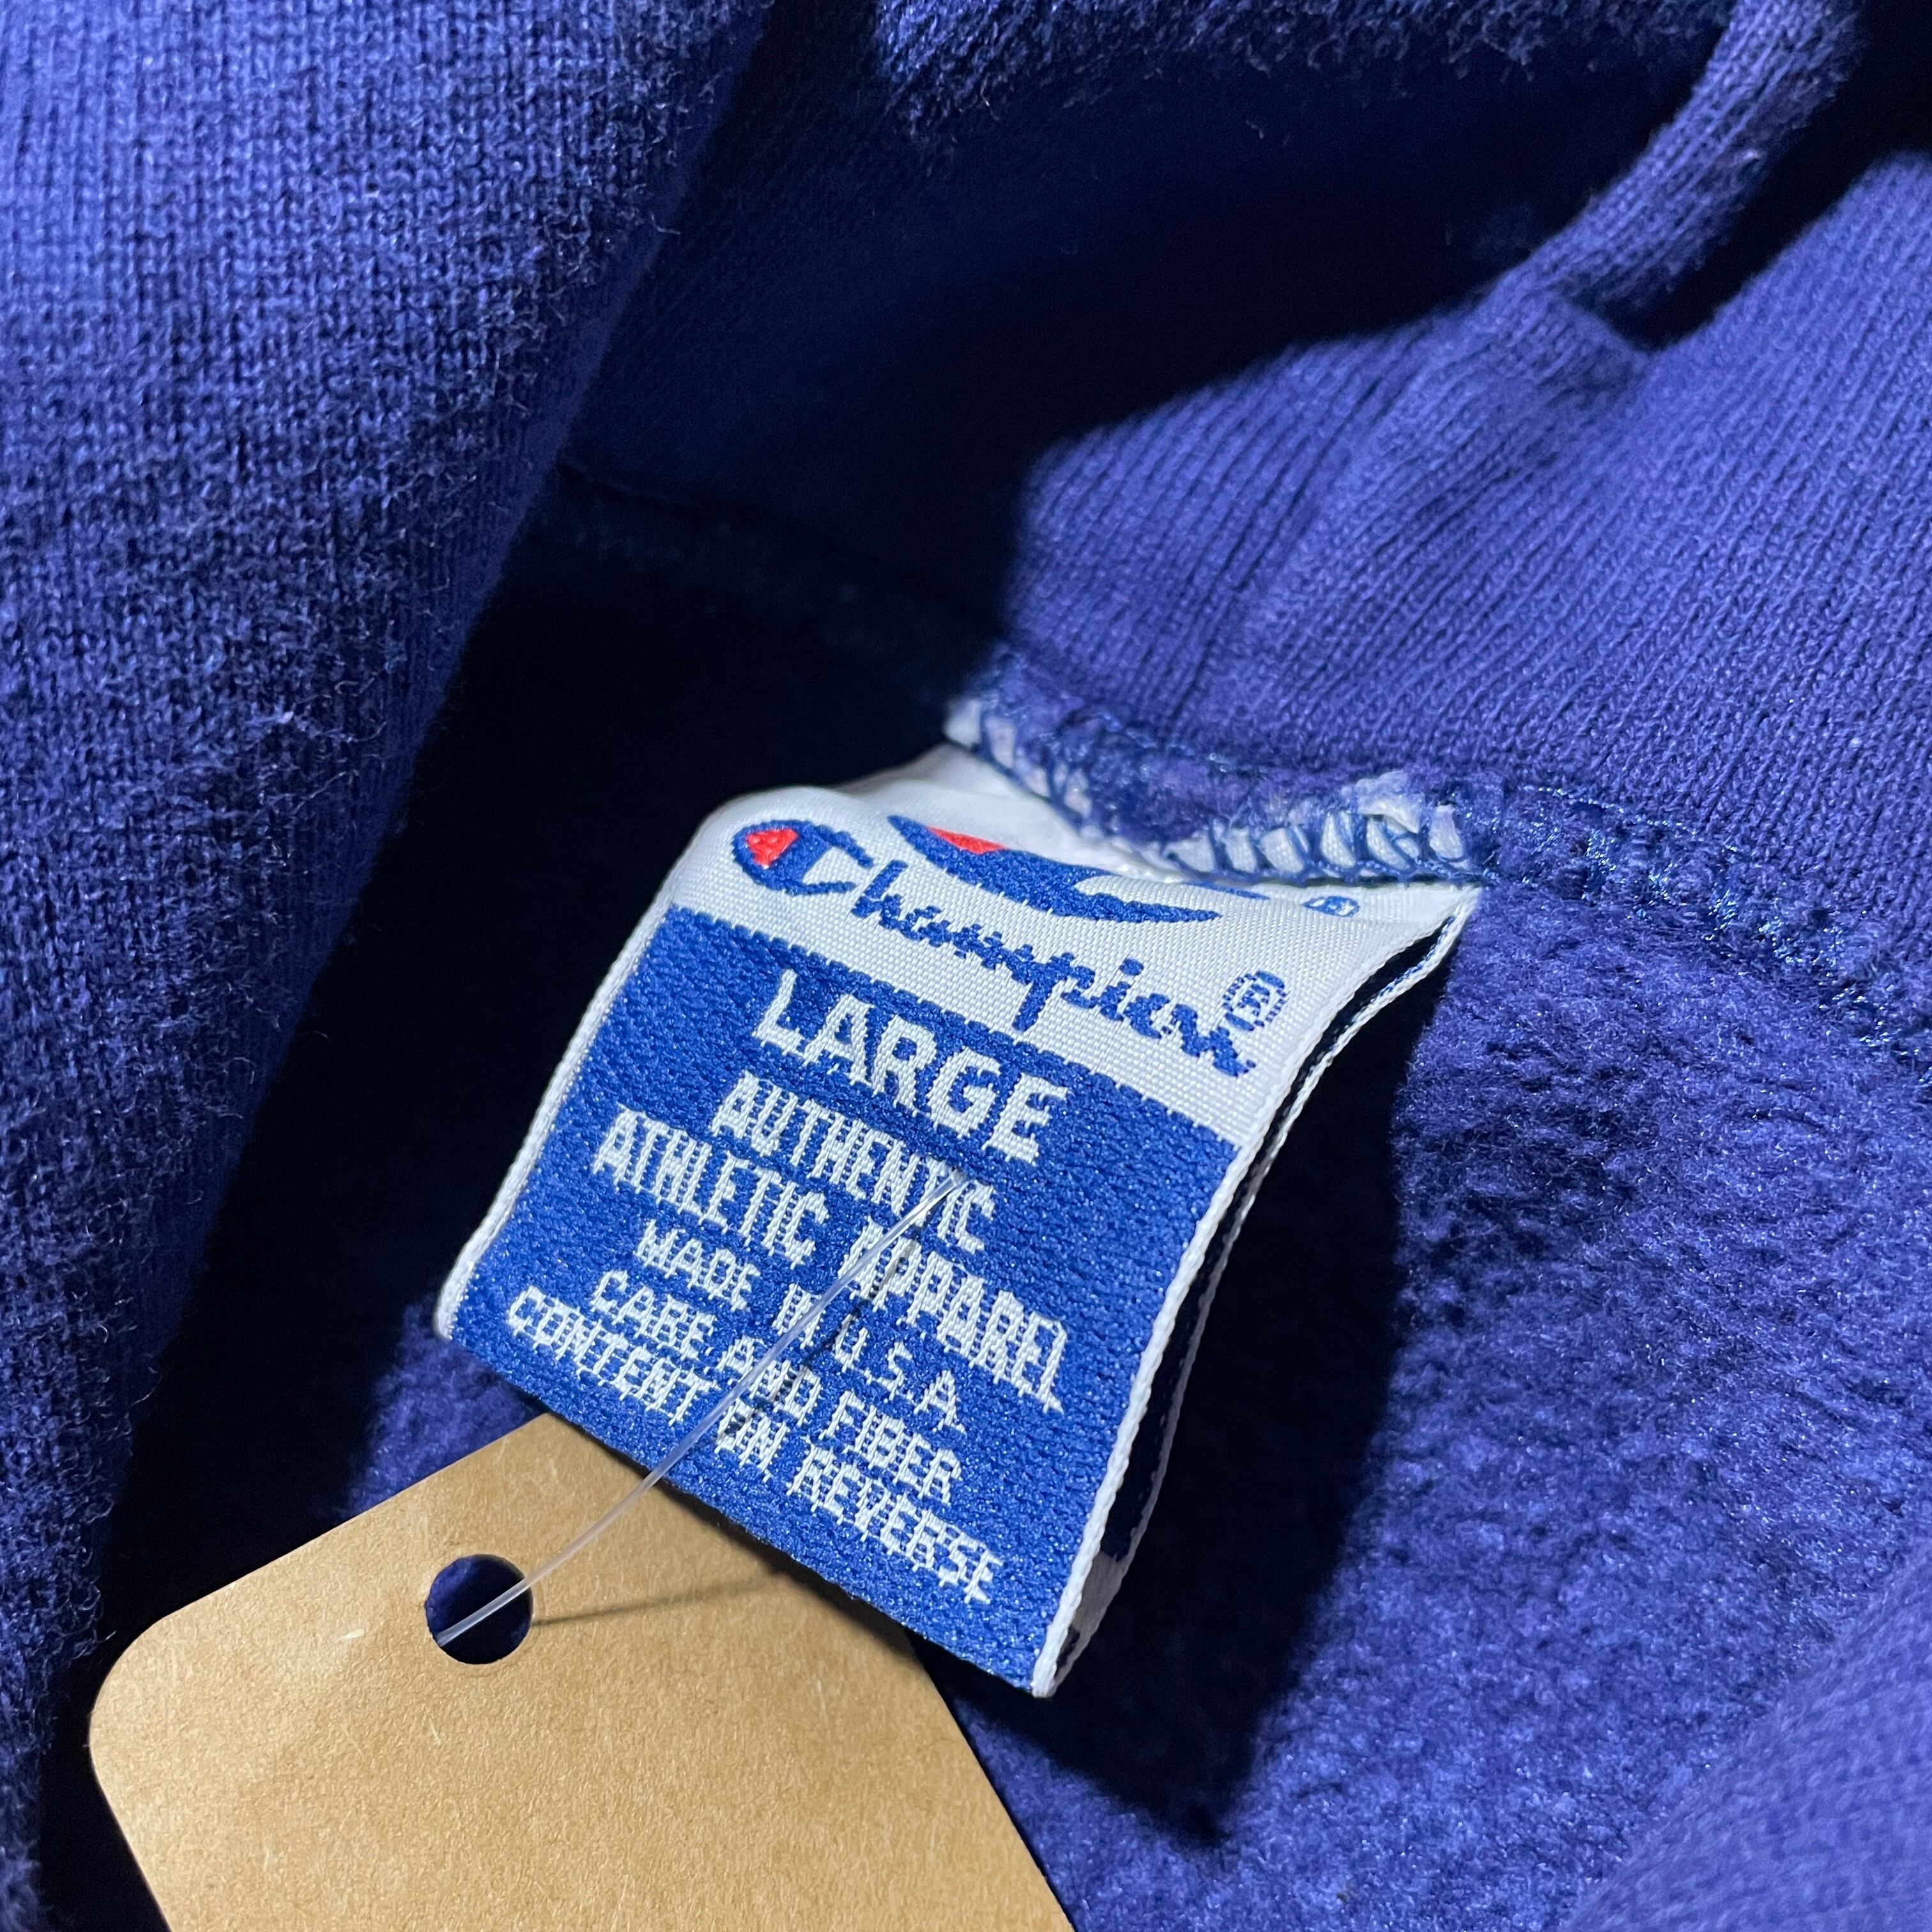 Champion®
LARGE
AUTHENTIC
ATHLETIC APPAREL
MADE IN U.S.A.
CARE AND FIBER
CONTENT ON REVERSE